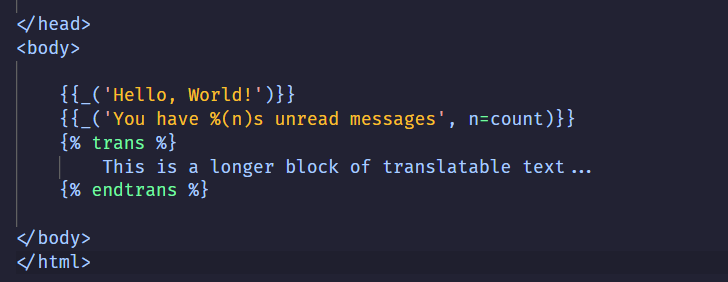 </head>
<body>
{{_('Hello, World!')}}
{{_('You have %(n)s unread messages', n=count)}}
{% trans %}
This is a longer block of translatable text...
{% endtrans %}
</body>
</html>